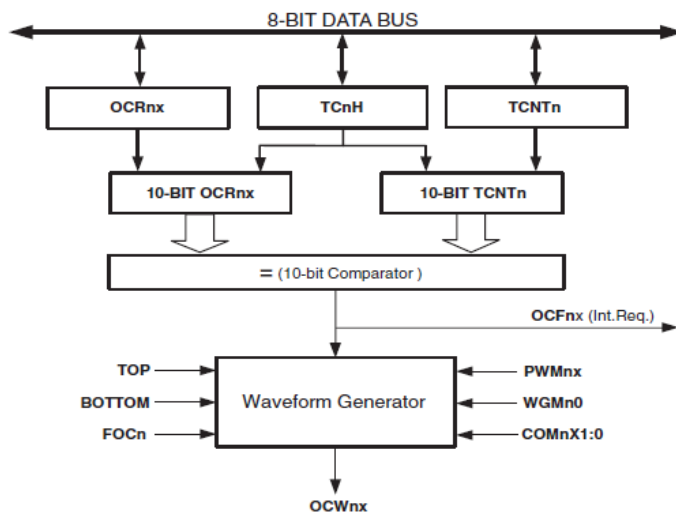 8-BIT DATA BUS
OCRnx TCnH TCNTn
10-BIT OCRnx 10-BIT TCNTn
= (10-bit Comparator )
OCFnx (Int.Req.)
TOP PWMnx
BOTTOM Waveform Generator WGMn0
FOCn COMnX1:0
OCWnx